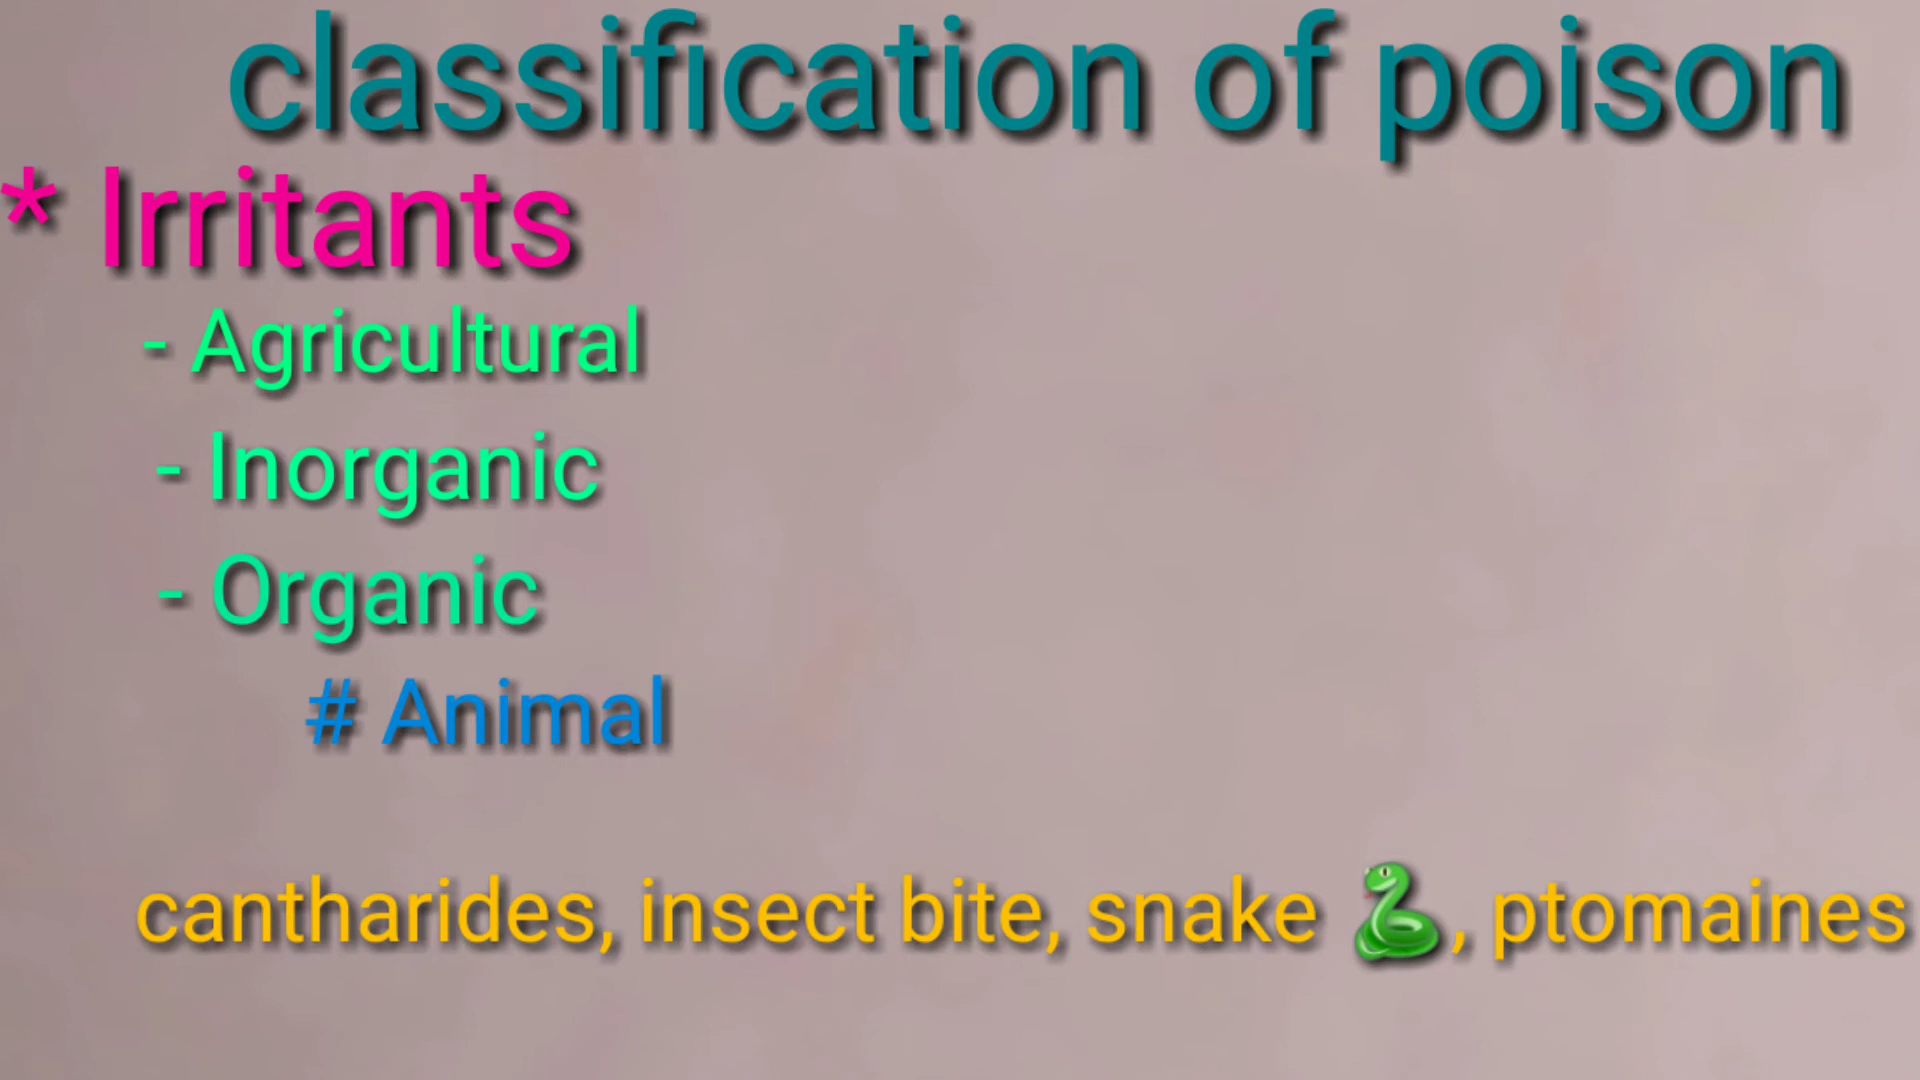 classification of poison
* Irritants
- Agricultural
- Inorganic
- Organic
# Animal
cantharides, insect bite, snake 🐍, ptomaines